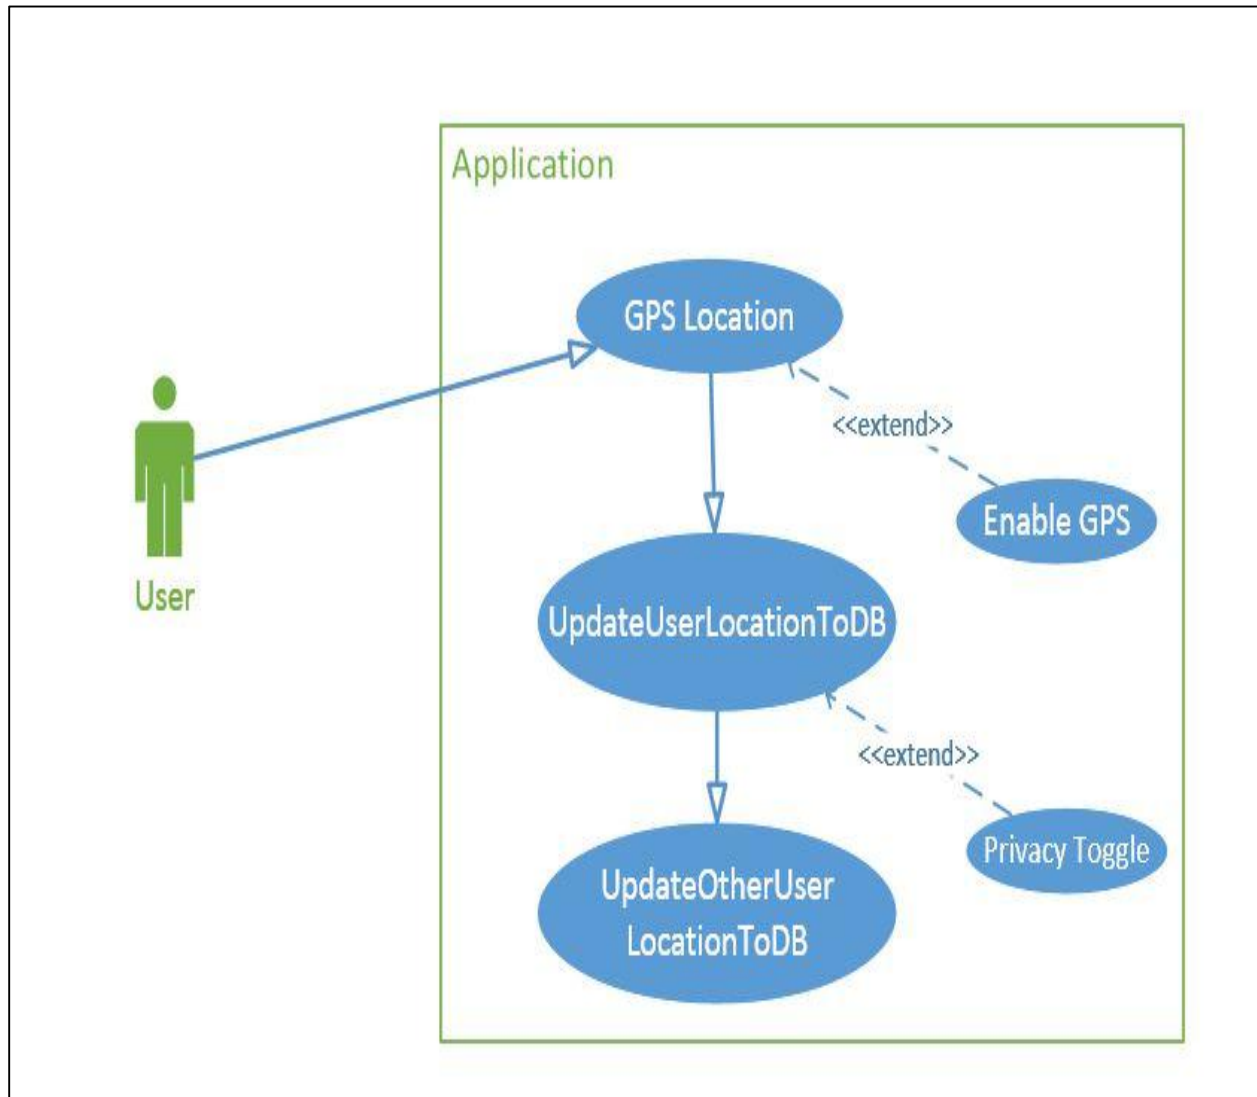 Application
GPS Location
<<extend>>
Enable GPS
User
UpdateUserLocationToDB
<<extend>>
Privacy Toggle
UpdateOtherUser
LocationToDB